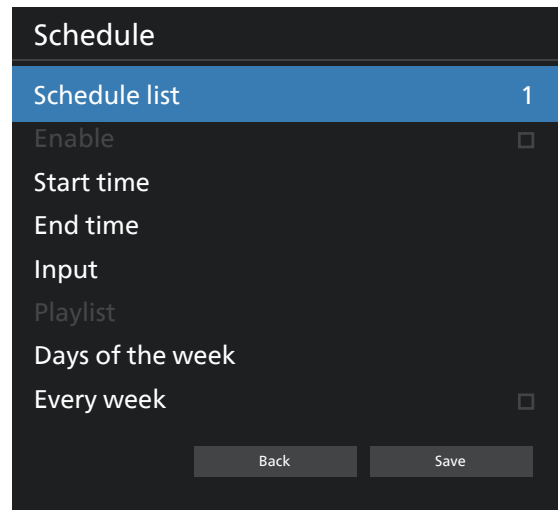 Schedule
Schedule list 1
Enable
Start time
End time
Input
Playlist
Days of the week
Every week
Back Save